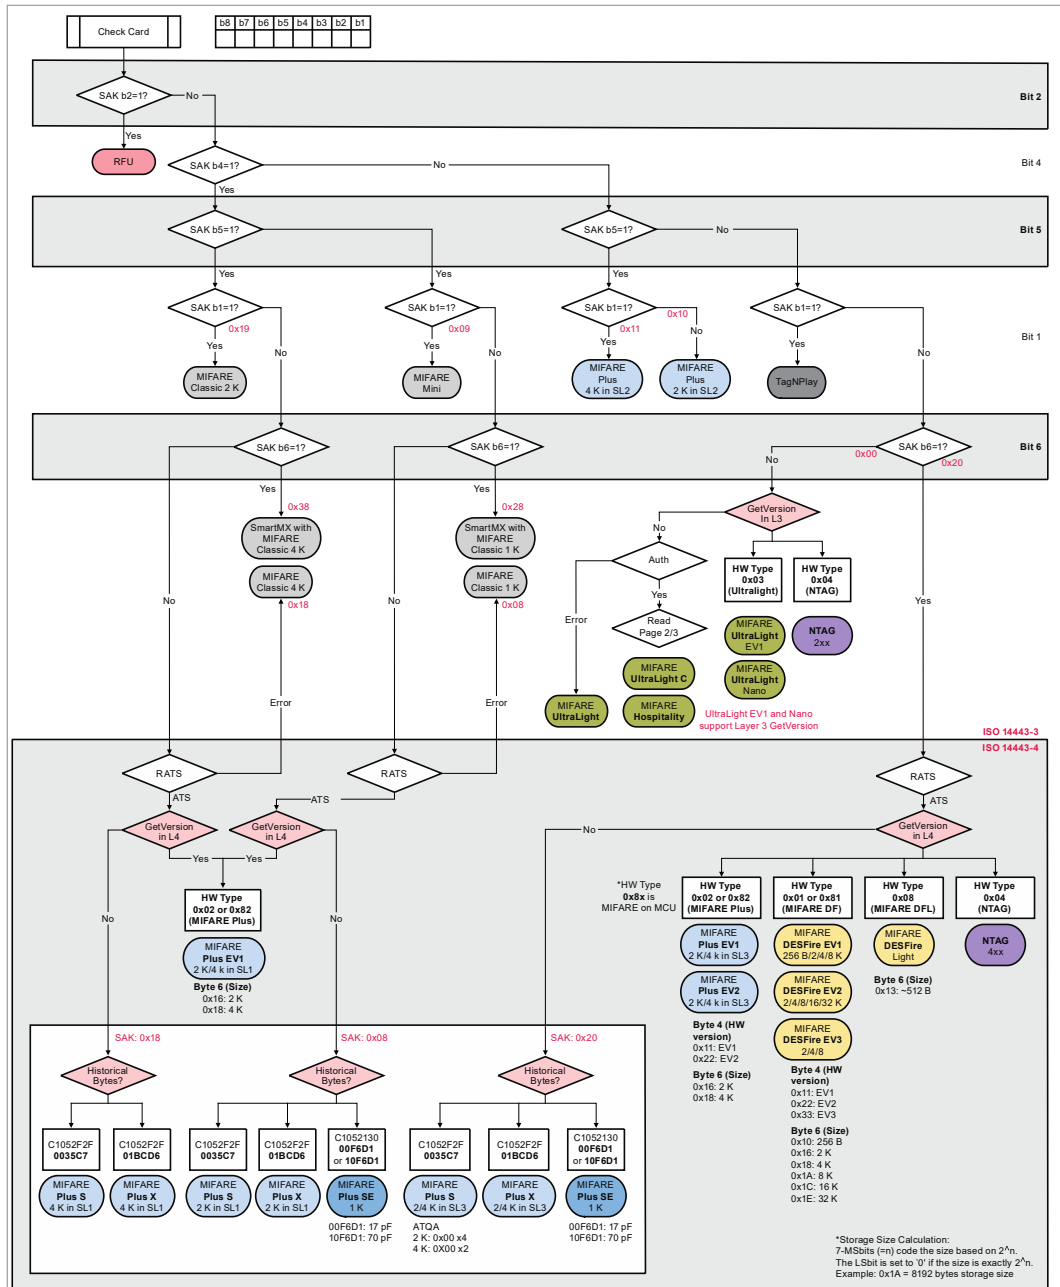 Check Card
b8 b7 b6 b5 b4 b3 b2 b1
SAK b2=1?
No
Bit 2
Yes
RFU
SAK b4=1?
No
Bit 4
Yes
SAK b5=1?
SAK b5=1?
No
Bit 5
No
Yes
Yes
Yes
SAK b1=1?
SAK b1=1?
SAK b1=1?
SAK b1=1?
0x19
0x09
0x11
0x10
Bit 1
Yes
No
Yes
No
Yes
No
Yes
No
MIFARE
Classic 2 K
MIFARE
Mini
MIFARE
Plus
4 K in SL2
MIFARE
Plus
2 K in SL2
TagNPlay
SAK b6=1?
SAK b6=1?
SAK b6=1?
Bit 6
0x00
0x20
No
Yes
Yes
0x38
0x28
SmartMX with
MIFARE
Classic 4 K
SmartMX with
MIFARE
Classic 1 K
MIFARE
Classic 4 K
MIFARE
Classic 1 K
0x18
0x08
No
No
Yes
GetVersion
In L3
No
Auth
Yes
Error
Read
Page 2/3
HW Type
0x03
(Ultralight)
HW Type
0x04
(NTAG)
MIFARE
UltraLight
EV1
NTAG
2xx
MIFARE
UltraLight
Nano
MIFARE
UltraLight C
MIFARE
UltraLight
MIFARE
Hospitality
UltraLight EV1 and Nano
support Layer 3 GetVersion
Error
Error
ISO 14443-3
ISO 14443-4
RATS
RATS
RATS
ATS
ATS
ATS
GetVersion
in L4
GetVersion
in L4
GetVersion
in L4
No
Yes
Yes
No
No
HW Type
0x02 or 0x82
(MIFARE Plus)
MIFARE
Plus EV1
2 K/4 k in SL1
Byte 6 (Size)
0x16: 2 K
0x18: 4 K
*HW Type
0x8x is
MIFARE on MCU
HW Type
0x02 or 0x82
(MIFARE Plus)
HW Type
0x01 or 0x81
(MIFARE DF)
HW Type
0x08
(MIFARE DFL)
HW Type
0x04
(NTAG)
MIFARE
Plus EV1
2 K/4 k in SL3
MIFARE
Plus EV2
2 K/4 k in SL3
Byte 4 (HW
version)
0x11: EV1
0x22: EV2
Byte 6 (Size)
0x16: 2 K
0x18: 4 K
MIFARE
DESFire EV1
256 B/2/4/8 K
MIFARE
DESFire EV2
2/4/8/16/32 K
MIFARE
DESFire EV3
2/4/8
Byte 4 (HW
version)
0x11: EV1
0x22: EV2
0x33: EV3
Byte 6 (Size)
0x10: 256 B
0x16: 2 K
0x18: 4 K
0x1A: 8 K
0x1C: 16 K
0x1E: 32 K
MIFARE
DESFire
Light
Byte 6 (Size)
0x13: ~512 B
NTAG
4xx
SAK: 0x18
SAK: 0x08
SAK: 0x20
Historical
Bytes?
Historical
Bytes?
Historical
Bytes?
C1052F2F
0035C7
C1052F2F
01BCD6
C1052F2F
0035C7
C1052F2F
01BCD6
C1052130
00F6D1
or 10F6D1
C1052F2F
0035C7
C1052F2F
01BCD6
C1052130
00F6D1
or 10F6D1
MIFARE
Plus S
4 K in SL1
MIFARE
Plus X
4 K in SL1
MIFARE
Plus S
2 K in SL1
MIFARE
Plus X
2 K in SL1
MIFARE
Plus SE
1 K
MIFARE
Plus S
2/4 K in SL3
MIFARE
Plus X
2/4 K in SL3
MIFARE
Plus SE
1 K
00F6D1: 17 pF
10F6D1: 70 pF
ATQA
2 K: 0x00 x4
4 K: 0X00 x2
00F6D1: 17 pF
10F6D1: 70 pF
*Storage Size Calculation:
7-MSbits (=n) code the size based on 2^n.
The LSbit is set to `0' if the size is exactly 2^n.
Example: 0x1A = 8192 bytes storage size